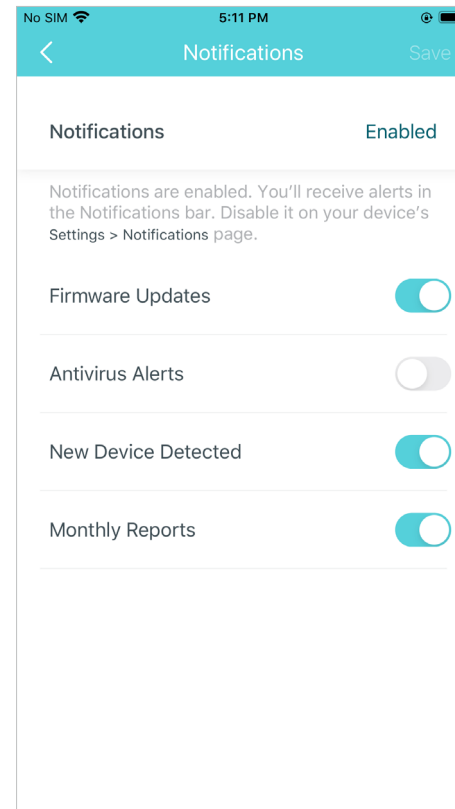 No SIM 5:11 PM
Notifications Save
Notifications Enabled
Notifications are enabled. You’ll receive alerts in
the Notifications bar. Disable it on your device’s
Settings > Notifications page.
Firmware Updates
Antivirus Alerts
New Device Detected
Monthly Reports